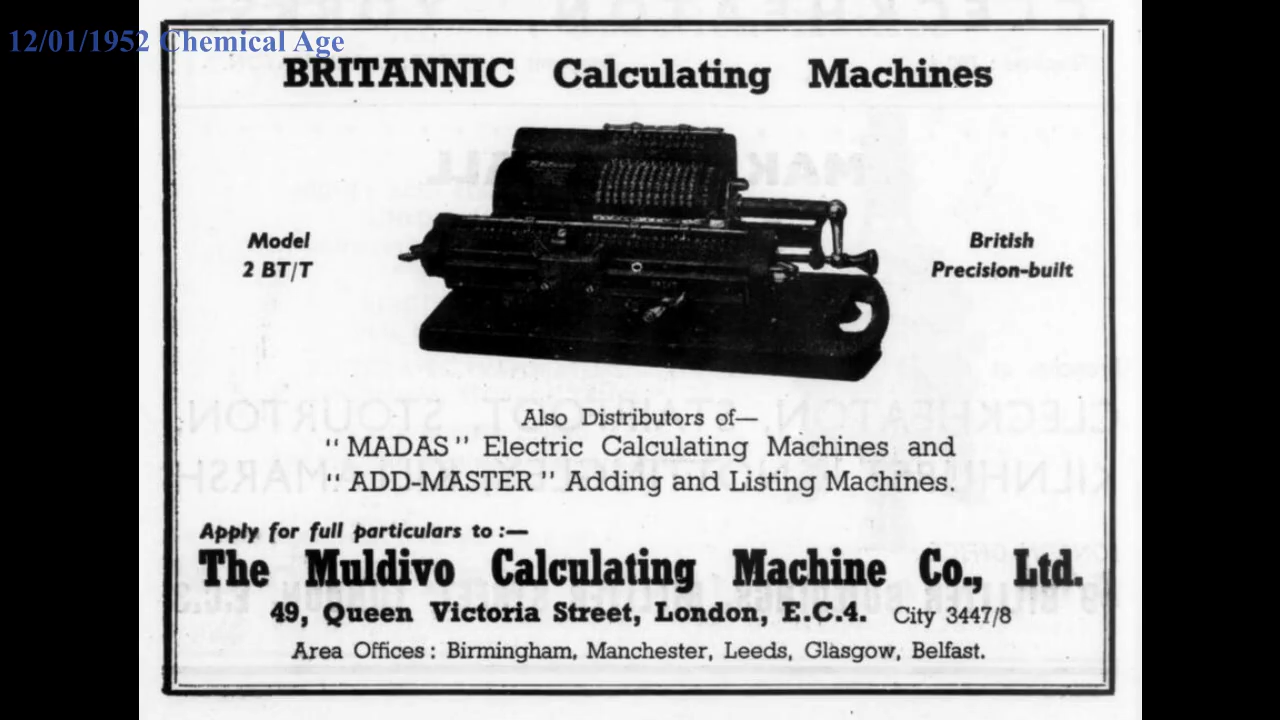 12/01/1952 Chemical Age
BRITANNIC Calculating Machines
Model
2 BT/T
British
Precision-built
Also Distributors of—
“ MADAS ” Electric Calculating Machines and
“ ADD-MASTER ” Adding and Listing Machines.
Apply for full particulars to :—
The Muldivo Calculating Machine Co., Ltd.
49, Queen Victoria Street, London, E.C.4. City 3447/8
Area Offices : Birmingham, Manchester, Leeds, Glasgow, Belfast.